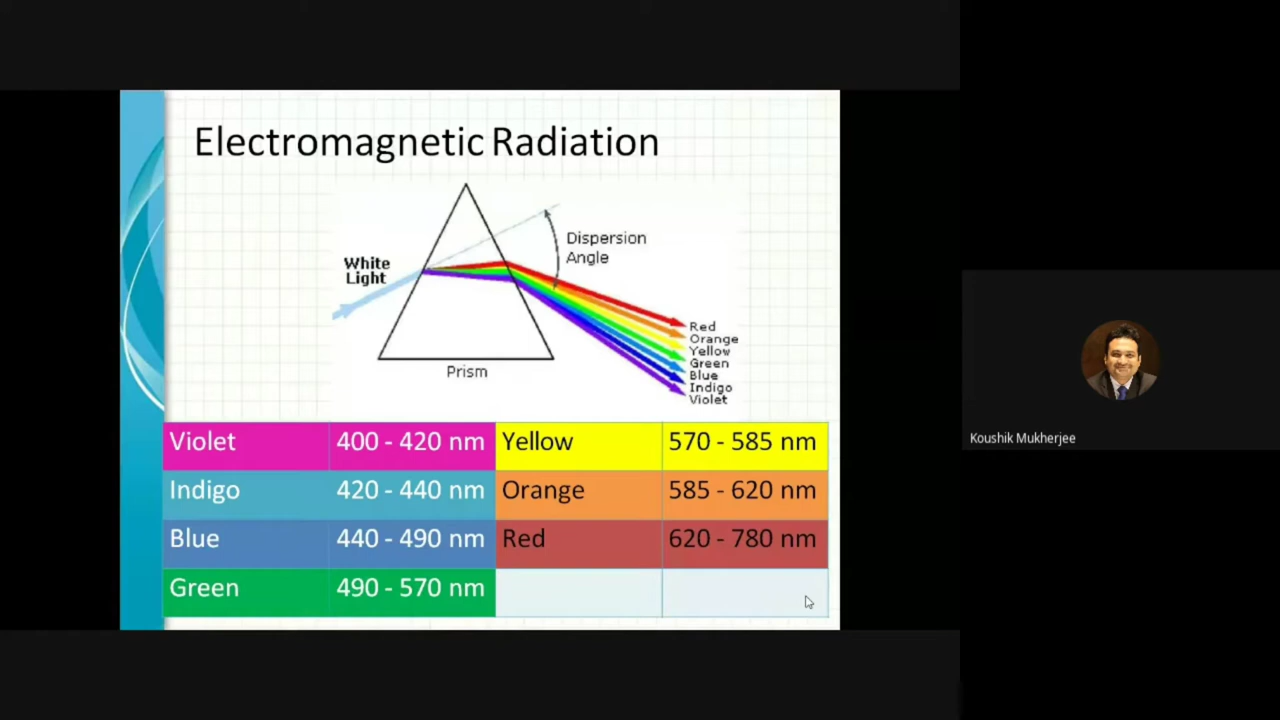 Electromagnetic Radiation
White
Light
Dispersion
Angle
Prism
Red
Orange
Yellow
Green
Blue
Indigo
Violet
Violet 400 - 420 nm Yellow 570 - 585 nm
Indigo 420 - 440 nm Orange 585 - 620 nm
Blue 440 - 490 nm Red 620 - 780 nm
Green 490 - 570 nm
Koushik Mukherjee